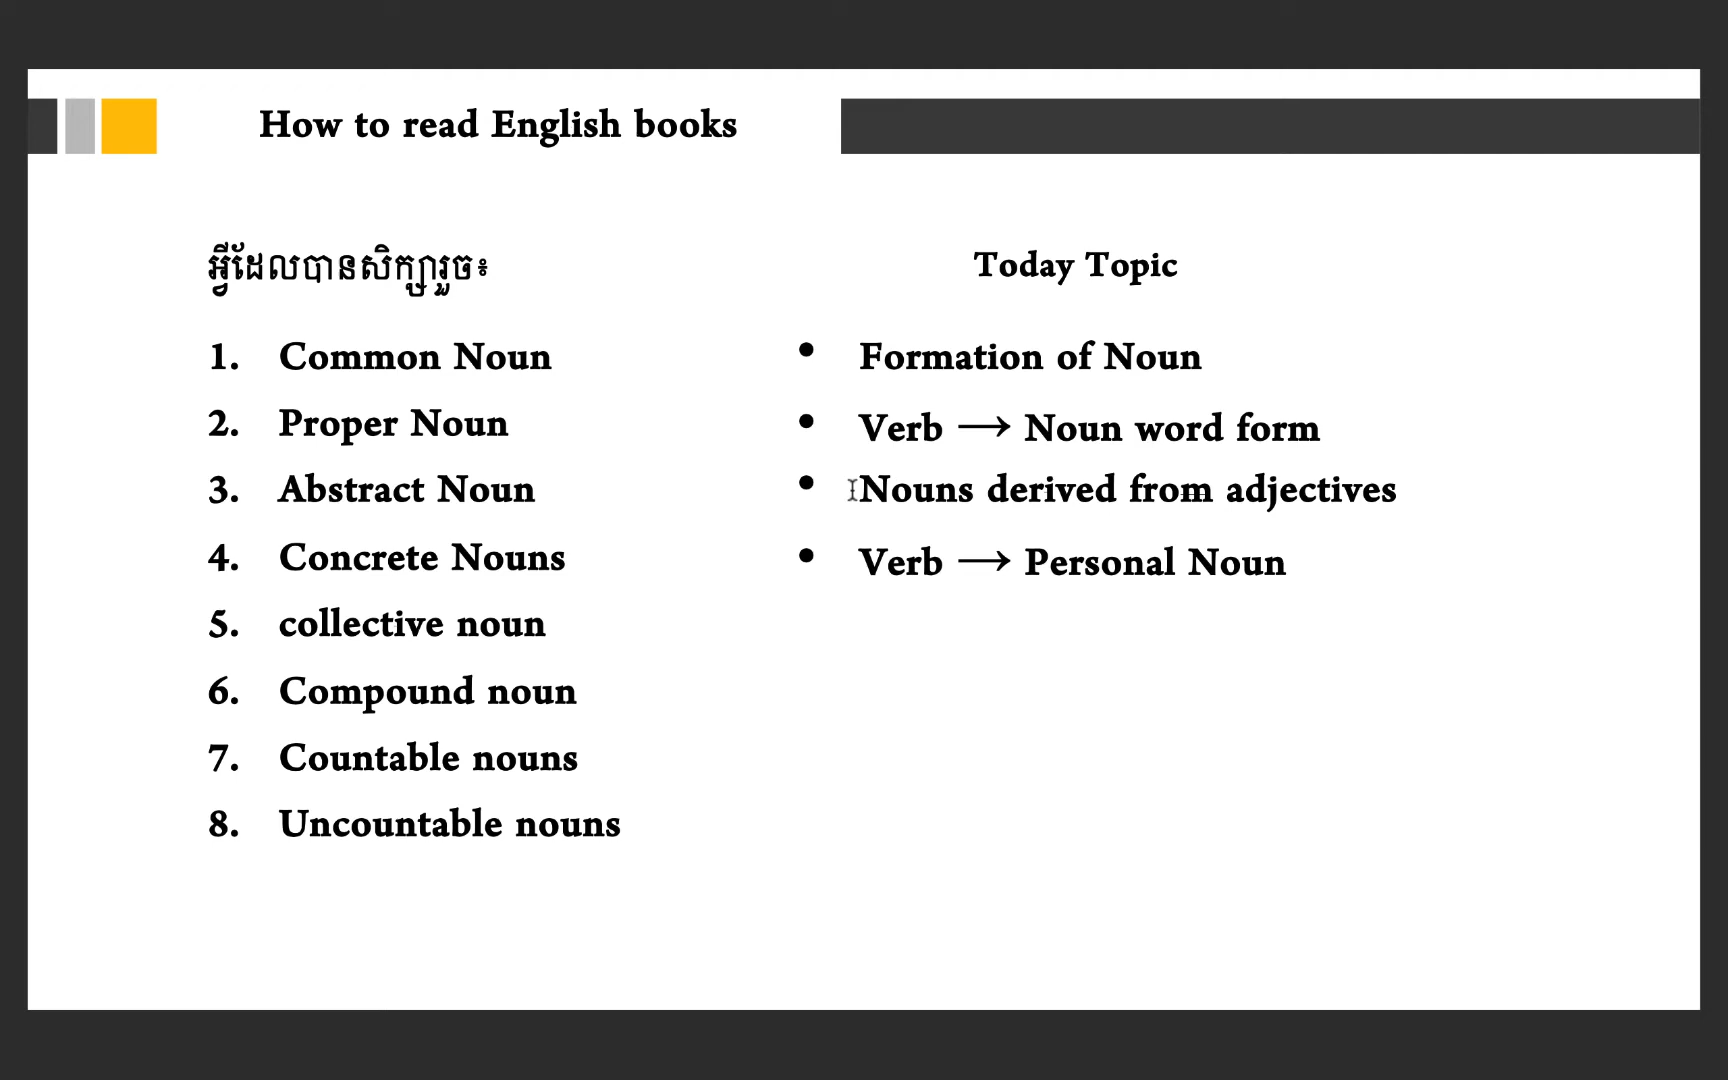 How to read English books
អ្វីដែលបានសិក្សារួច៖
1. Common Noun
2. Proper Noun
3. Abstract Noun
4. Concrete Nouns
5. collective noun
6. Compound noun
7. Countable nouns
8. Uncountable nouns
Today Topic
• Formation of Noun
• Verb → Noun word form
• Nouns derived from adjectives
• Verb → Personal Noun